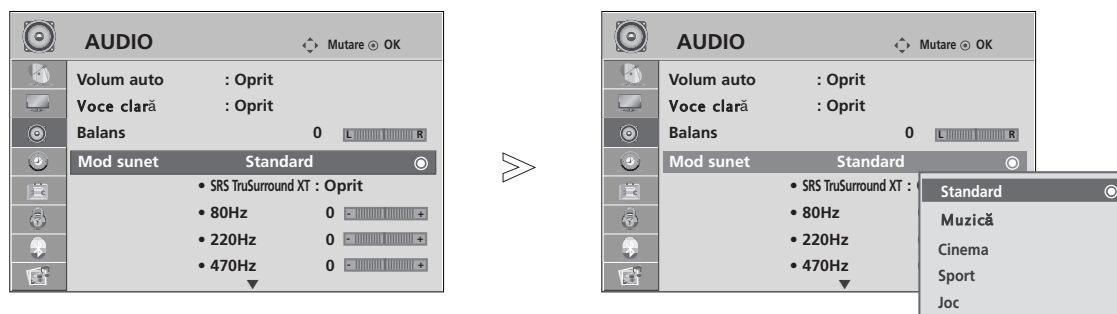 AUDIO
Mutare OK
Volum auto : Oprit
Voce clară : Oprit
Balans 0 L R
Mod sunet Standard
• SRS TruSurround XT : Oprit
• 80Hz 0 - +
• 220Hz 0 - +
• 470Hz 0 - +
AUDIO
Mutare OK
Volum auto : Oprit
Voce clară : Oprit
Balans 0 L R
Mod sunet Standard
• SRS TruSurround XT :
• 80Hz
• 220Hz
• 470Hz
Standard
Muzică
Cinema
Sport
Joc